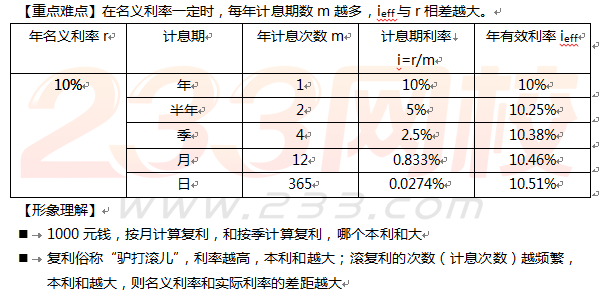 【重点难点】在名义利率一定时，每年计息期数 m 越多，ieff 与 r 相差越大。
年名义利率 r 计息期 年计息次数 m 计息期利率↓ 年有效利率 ieff
i=r/m
10% 年 1 10% 10%
半年 2 5% 10.25%
季 4 2.5% 10.38%
月 12 0.833% 10.46%
日 365 0.0274% 10.51%
【形象理解】
■ → 1000 元钱，按月计算复利，和按季计算复利，哪个本利和大
■ → 复利俗称“驴打滚儿”，利率越高，本利和越大；滚复利的次数（计息次数）越频繁，
本利和越大，则名义利率和实际利率的差距越大
233网校
www.233.com